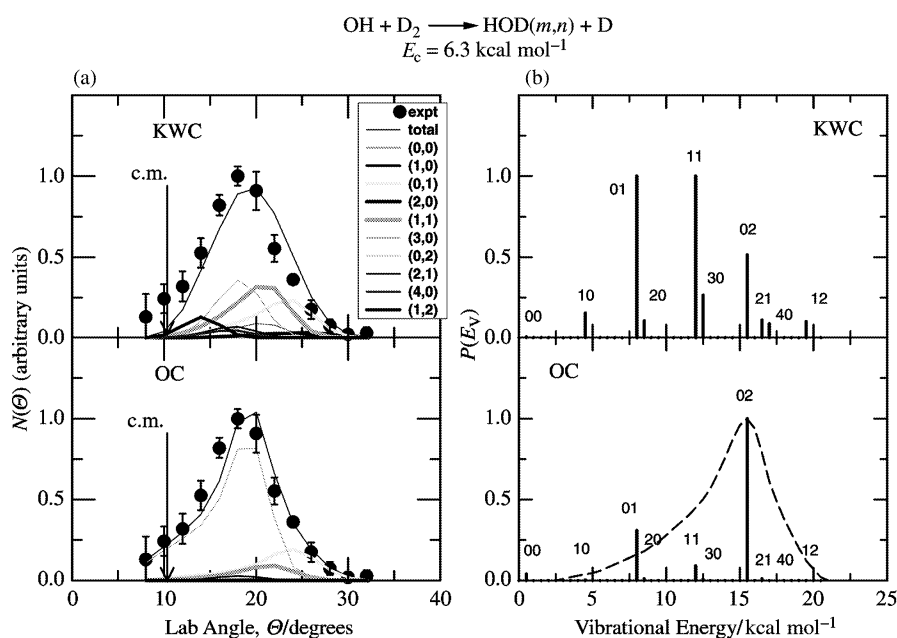 OH + D₂ ⟶ HOD(m,n) + D
E_c = 6.3 kcal mol⁻¹
(a)
KWC
c.m.
expt
total
(0,0)
(1,0)
(0,1)
(2,0)
(1,1)
(3,0)
(0,2)
(2,1)
(4,0)
(1,2)
1.0
0.5
0.0
OC
c.m.
1.0
0.5
0.0
N(Θ) (arbitrary units)
0 10 20 30 40
Lab Angle, Θ/degrees
(b)
KWC
1.0
0.5
0.0
00
10
01
20
11
30
02
21
40
12
OC
1.0
0.5
0.0
00
10
01
20
11
30
02
21
40
12
P(E_V)
0 5 10 15 20 25
Vibrational Energy/kcal mol⁻¹